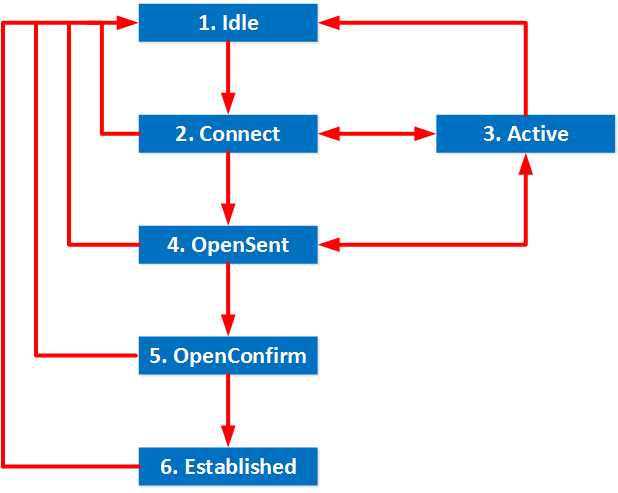 1. Idle
2. Connect
3. Active
4. OpenSent
5. OpenConfirm
6. Established